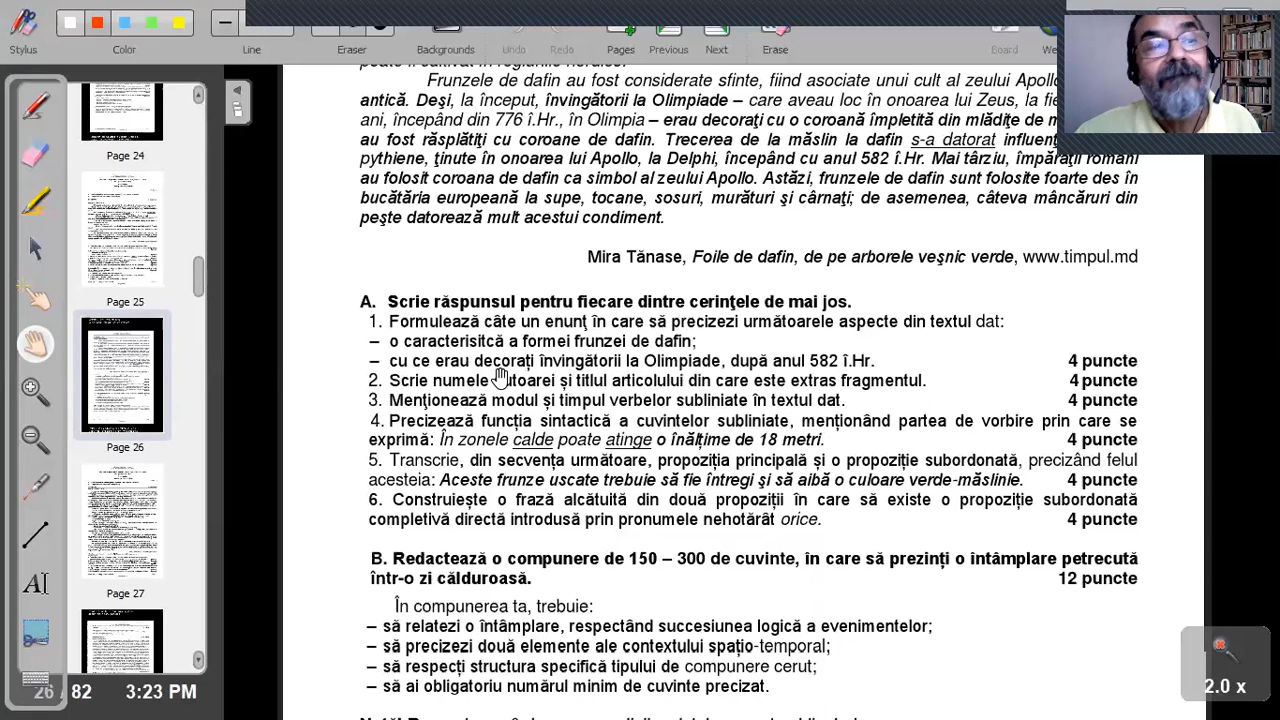 Stylus
Color
Line
Eraser
Backgrounds
Undo
Redo
Pages
Previous
Next
Erase
Board
Page 24
Page 25
Page 26
Page 27
26 / 82 3:23 PM
2.0 x
Frunzele de dafin au fost considerate sfinte, fiind asociate unui cult al zeului Apollo
antică. Deşi, la început, învingătorii la Olimpiade – care aveau loc în onoarea lui Zeus, la fie
ani, începând din 776 î.Hr., în Olimpia – erau decoraţi cu o coroană împletită din mlădiţe de m
au fost răsplătiţi cu coroane de dafin. Trecerea de la măslin la dafin s-a datorat influenţ
pythiene, ţinute în onoarea lui Apollo, la Delphi, începând cu anul 582 î.Hr. Mai târziu, împăraţii romani
au folosit coroana de dafin ca simbol al zeului Apollo. Astăzi, frunzele de dafin sunt folosite foarte des în
bucătăria europeană la supe, tocane, sosuri, murături şi cârnaţi; de asemenea, câteva mâncăruri din
peşte datorează mult acestui condiment.
Mira Tănase, Foile de dafin, de pe arborele veşnic verde, www.timpul.md
A. Scrie răspunsul pentru fiecare dintre cerinţele de mai jos.
1. Formulează câte un enunţ în care să precizezi următoarele aspecte din textul dat:
– o caracterisitcă a formei frunzei de dafin;
– cu ce erau decorați învingătorii la Olimpiade, după anul 582 î.Hr. 4 puncte
2. Scrie numele și titlul articolului din care este extras fragmentul. 4 puncte
3. Menţionează modul şi timpul verbelor subliniate în textul dat. 4 puncte
4. Precizează funcția sintactică a cuvintelor subliniate, menționând partea de vorbire prin care se
exprimă: În zonele calde poate atinge o înălțime de 18 metri. 4 puncte
5. Transcrie, din secvența următoare, propoziția principală și o propoziție subordonată, precizând felul
acesteia: Aceste frunze uscate trebuie să fie întregi şi să aibă o culoare verde-măslinie. 4 puncte
6. Construiește o frază alcătuită din două propoziții în care să existe o propoziție subordonată
completivă directă introdusă prin pronumele nehotărât orice. 4 puncte
B. Redactează o compunere de 150 – 300 de cuvinte, în care să prezinți o întâmplare petrecută
într-o zi călduroasă. 12 puncte
În compunerea ta, trebuie:
– să relatezi o întâmplare, respectând succesiunea logică a evenimentelor;
– să precizezi două elemente ale contextului spațio-temporal;
– să respecți structura specifică tipului de compunere cerut;
– să ai obligatoriu numărul minim de cuvinte precizat.